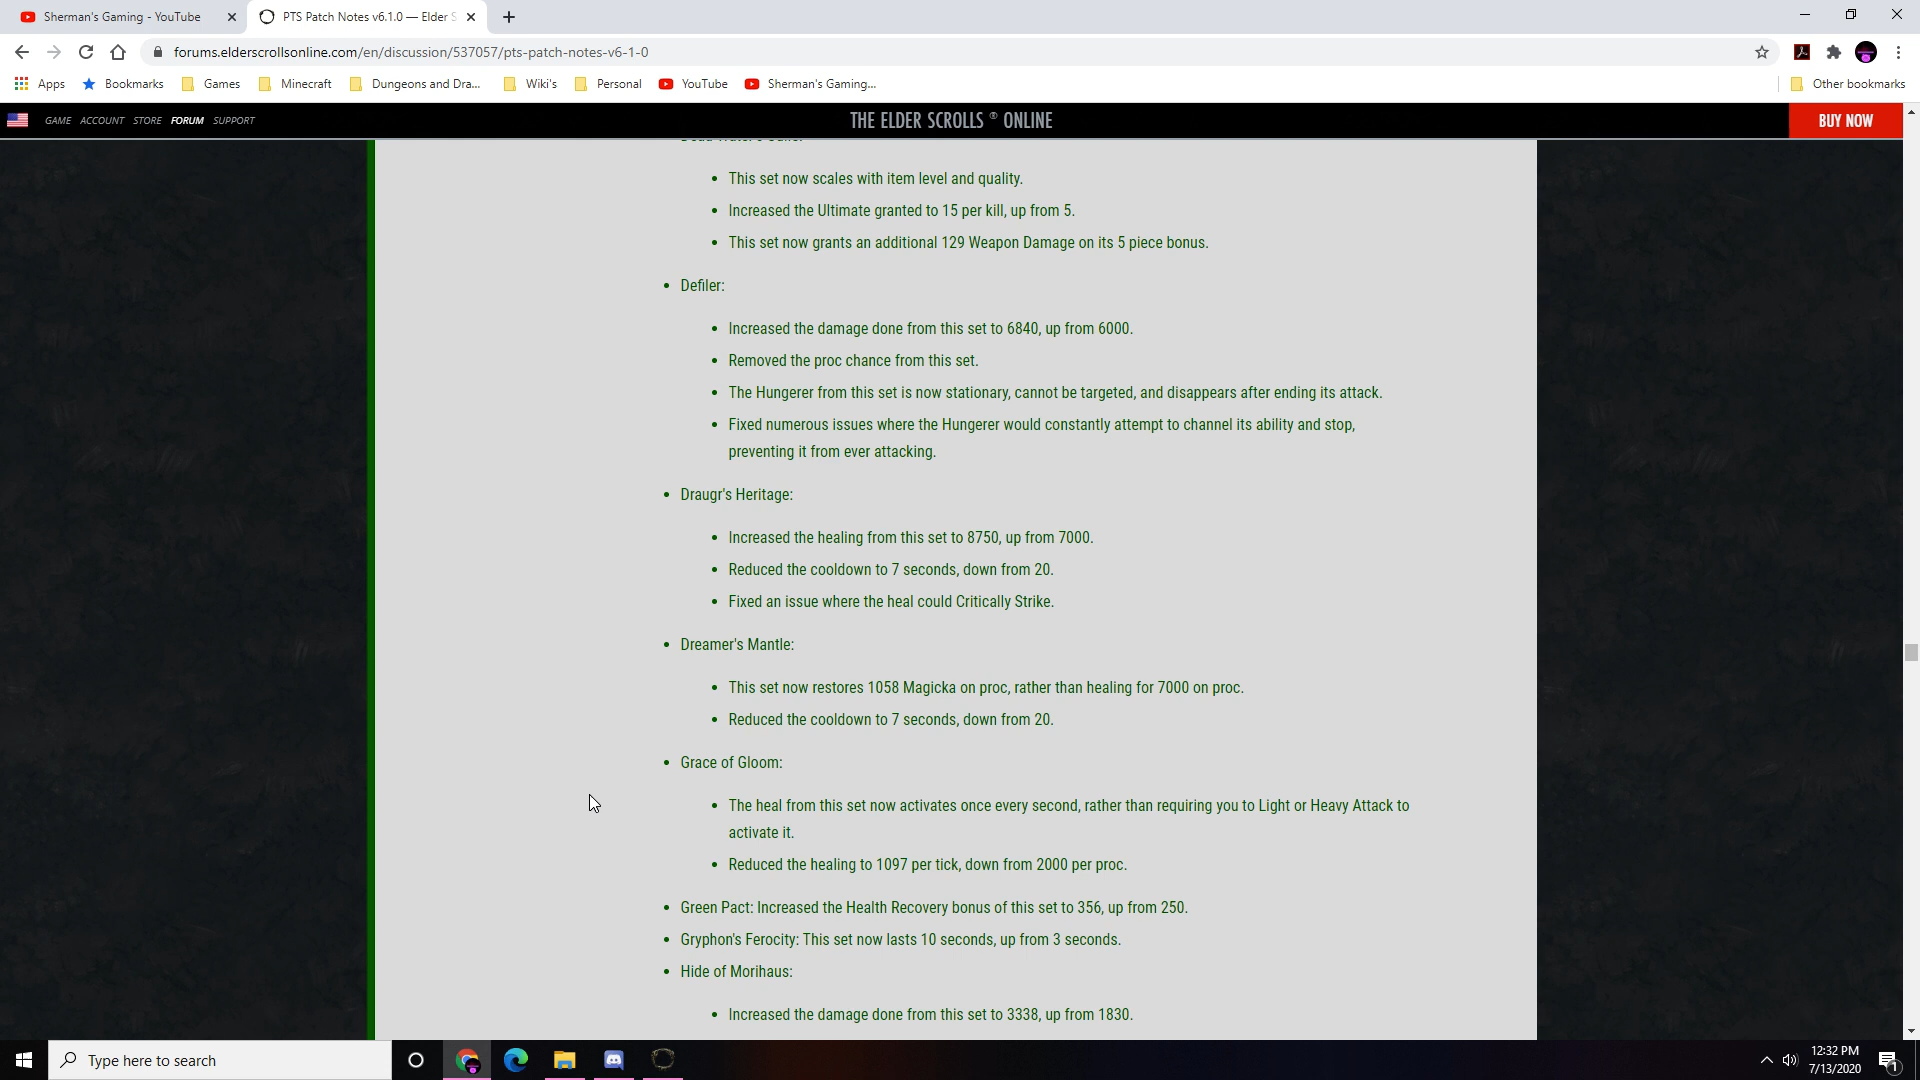 Sherman's Gaming - YouTube
PTS Patch Notes v6.1.0 — Elder S
forums.elderscrollsonline.com/en/discussion/537057/pts-patch-notes-v6-1-0
Apps Bookmarks Games Minecraft Dungeons and Dra... Wiki's Personal YouTube Sherman's Gaming... Other bookmarks
GAME ACCOUNT STORE FORUM SUPPORT THE ELDER SCROLLS ® ONLINE BUY NOW
• This set now scales with item level and quality.
• Increased the Ultimate granted to 15 per kill, up from 5.
• This set now grants an additional 129 Weapon Damage on its 5 piece bonus.
• Defiler:
• Increased the damage done from this set to 6840, up from 6000.
• Removed the proc chance from this set.
• The Hungerer from this set is now stationary, cannot be targeted, and disappears after ending its attack.
• Fixed numerous issues where the Hungerer would constantly attempt to channel its ability and stop,
preventing it from ever attacking.
• Draugr's Heritage:
• Increased the healing from this set to 8750, up from 7000.
• Reduced the cooldown to 7 seconds, down from 20.
• Fixed an issue where the heal could Critically Strike.
• Dreamer's Mantle:
• This set now restores 1058 Magicka on proc, rather than healing for 7000 on proc.
• Reduced the cooldown to 7 seconds, down from 20.
• Grace of Gloom:
• The heal from this set now activates once every second, rather than requiring you to Light or Heavy Attack to
activate it.
• Reduced the healing to 1097 per tick, down from 2000 per proc.
• Green Pact: Increased the Health Recovery bonus of this set to 356, up from 250.
• Gryphon's Ferocity: This set now lasts 10 seconds, up from 3 seconds.
• Hide of Morihaus:
• Increased the damage done from this set to 3338, up from 1830.
Type here to search
12:32 PM
7/13/2020
1